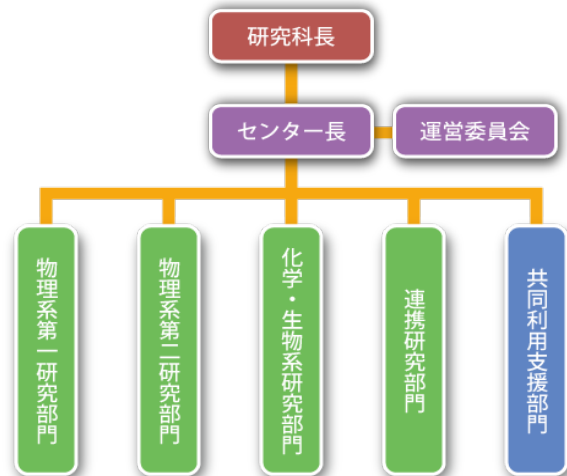 研究科長
センター長
運営委員会
物理系第一研究部門
物理系第二研究部門
化学・生物系研究部門
連携研究部門
共同利用支援部門